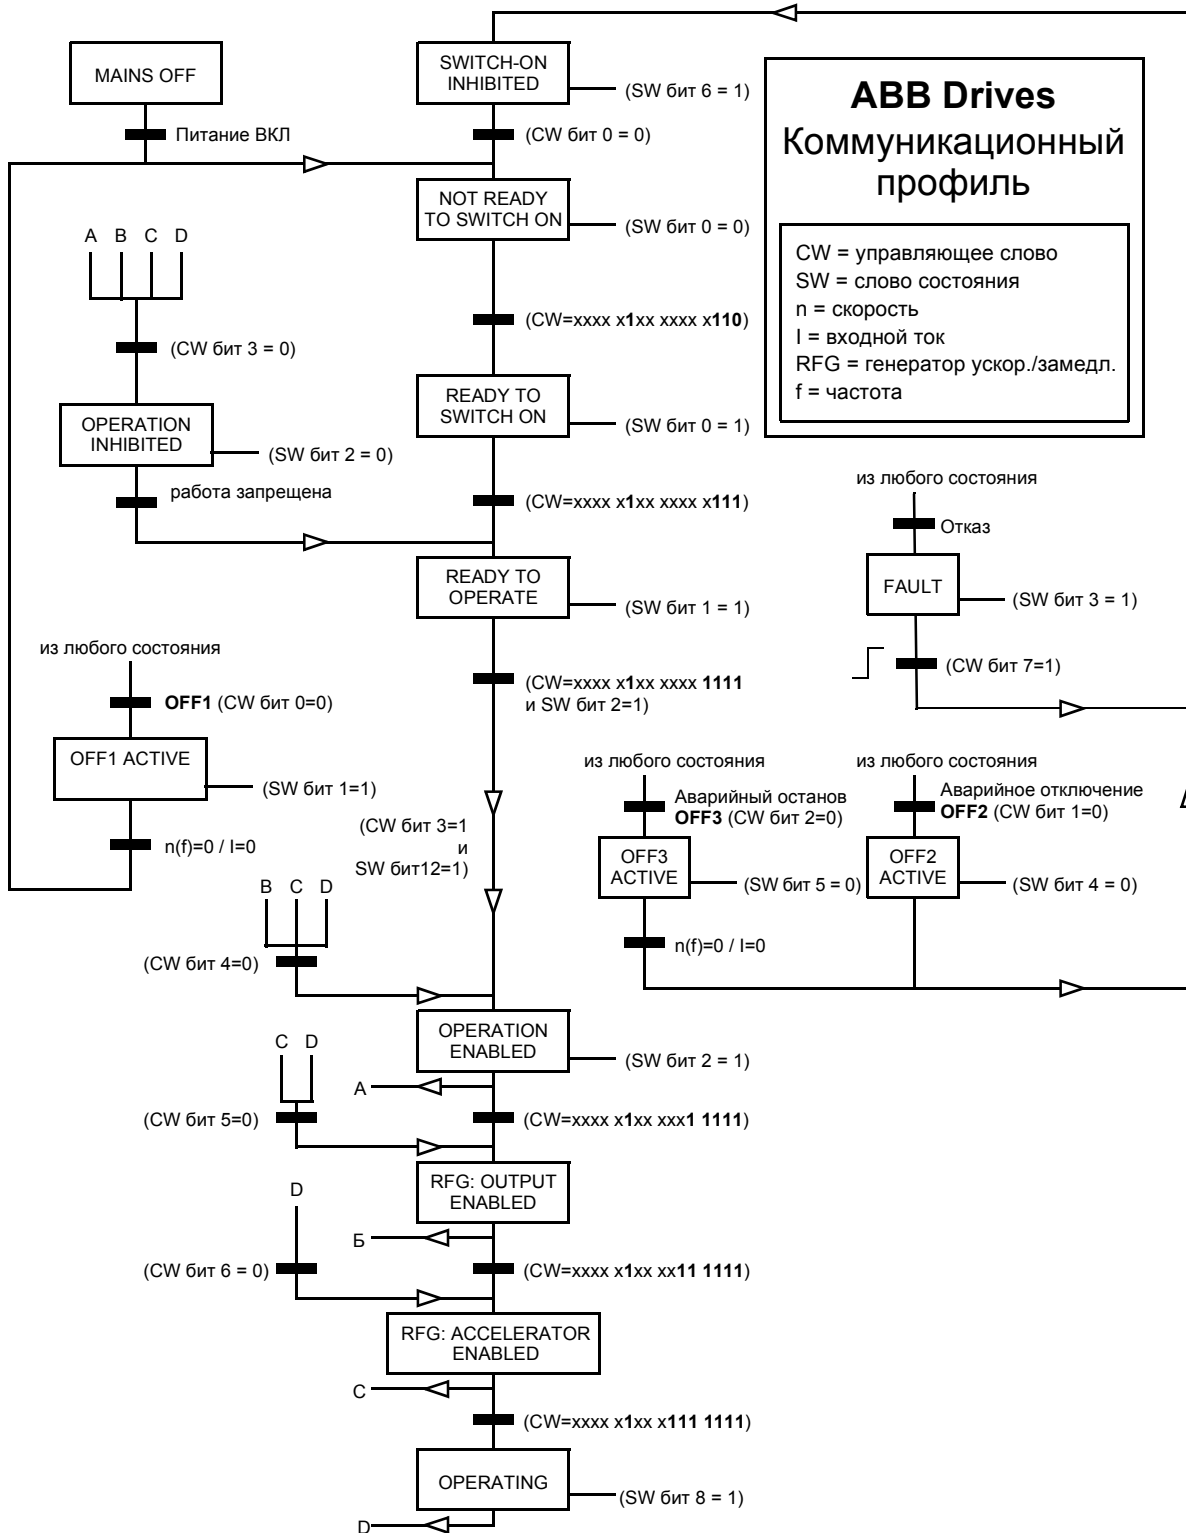 MAINS OFF
Питание ВКЛ
SWITCH-ON
INHIBITED
(SW бит 6 = 1)
(CW бит 0 = 0)
ABB Drives
Коммуникационный
профиль
CW = управляющее слово
SW = слово состояния
n = скорость
I = входной ток
RFG = генератор ускор./замедл.
f = частота
NOT READY
TO SWITCH ON
(SW бит 0 = 0)
A B C D
(CW бит 3 = 0)
(CW=xxxx x1xx xxxx x110)
OPERATION
INHIBITED
(SW бит 2 = 0)
работа запрещена
READY TO
SWITCH ON
(SW бит 0 = 1)
(CW=xxxx x1xx xxxx x111)
из любого состояния
Отказ
FAULT
(SW бит 3 = 1)
(CW бит 7=1)
READY TO
OPERATE
(SW бит 1 = 1)
(CW=xxxx x1xx xxxx 1111
и SW бит 2=1)
из любого состояния
OFF1 (CW бит 0=0)
OFF1 ACTIVE
(SW бит 1=1)
n(f)=0 / I=0
(CW бит 3=1
и
SW бит12=1)
из любого состояния
Аварийный останов
OFF3 (CW бит 2=0)
OFF3
ACTIVE
(SW бит 5 = 0)
n(f)=0 / I=0
из любого состояния
Аварийное отключение
OFF2 (CW бит 1=0)
OFF2
ACTIVE
(SW бит 4 = 0)
B C D
(CW бит 4=0)
OPERATION
ENABLED
(SW бит 2 = 1)
A
C D
(CW бит 5=0)
(CW=xxxx x1xx xxx1 1111)
RFG: OUTPUT
ENABLED
D
Б
(CW бит 6 = 0)
(CW=xxxx x1xx xx11 1111)
RFG: ACCELERATOR
ENABLED
C
(CW=xxxx x1xx x111 1111)
OPERATING
(SW бит 8 = 1)
D